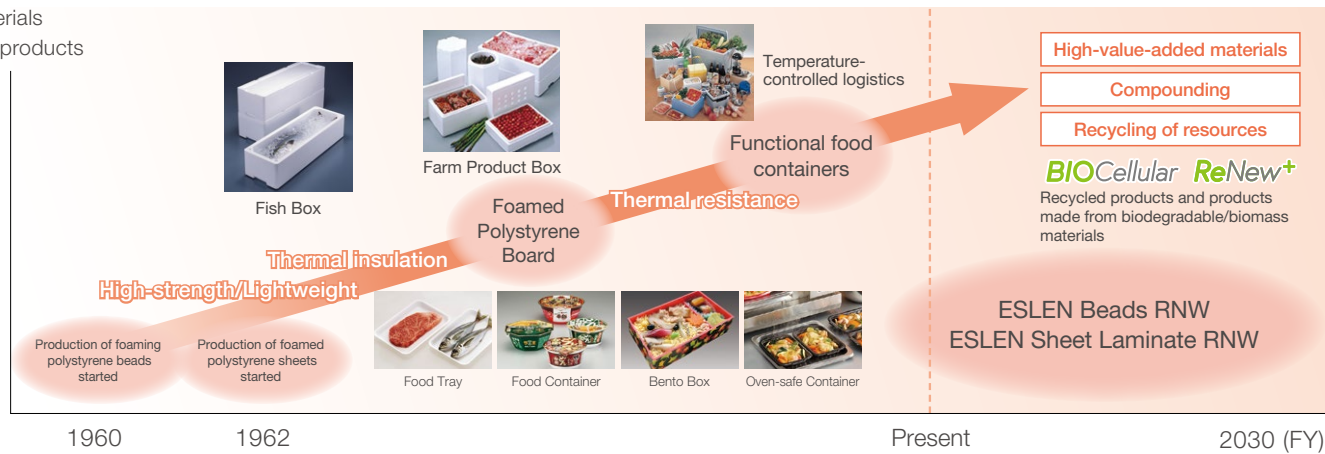 products
Fish Box
Farm Product Box
Temperature-
controlled logistics
High-value-added materials
Compounding
Recycling of resources
BIOCellular ReNew+
Recycled products and products
made from biodegradable/biomass
materials
Functional food
containers
Thermal resistance
Foamed
Polystyrene
Board
Thermal insulation
High-strength/Lightweight
Production of foaming
polystyrene beads
started
Production of foamed
polystyrene sheets
started
Food Tray
Food Container
Bento Box
Oven-safe Container
ESLEN Beads RNW
ESLEN Sheet Laminate RNW
1960
1962
Present
2030 (FY)